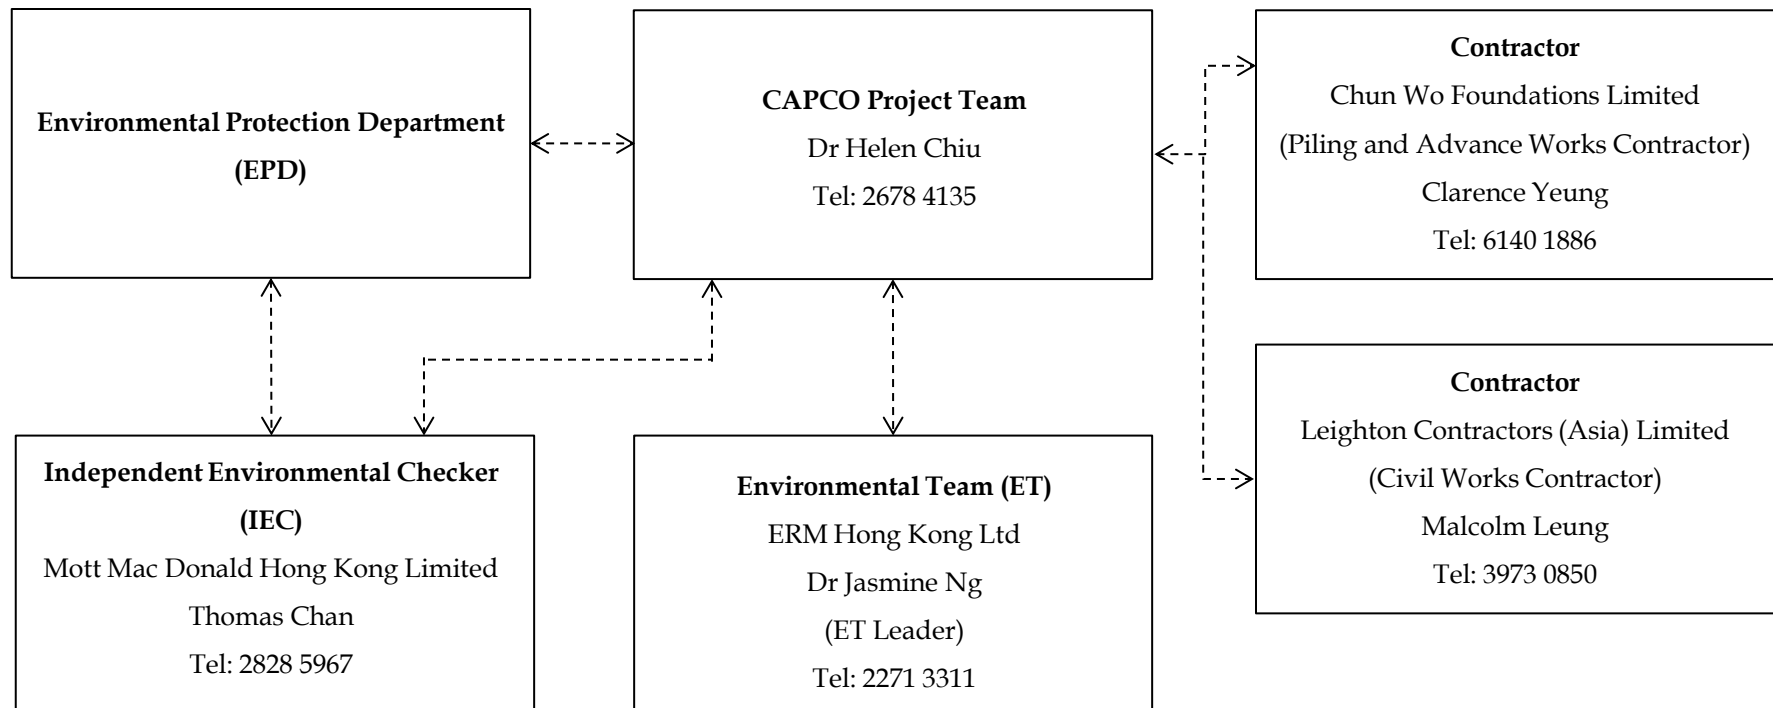 Environmental Protection Department
(EPD)
CAPCO Project Team
Dr Helen Chiu
Tel: 2678 4135
Contractor
Chun Wo Foundations Limited
(Piling and Advance Works Contractor)
Clarence Yeung
Tel: 6140 1886
Independent Environmental Checker
(IEC)
Mott Mac Donald Hong Kong Limited
Thomas Chan
Tel: 2828 5967
Environmental Team (ET)
ERM Hong Kong Ltd
Dr Jasmine Ng
(ET Leader)
Tel: 2271 3311
Contractor
Leighton Contractors (Asia) Limited
(Civil Works Contractor)
Malcolm Leung
Tel: 3973 0850